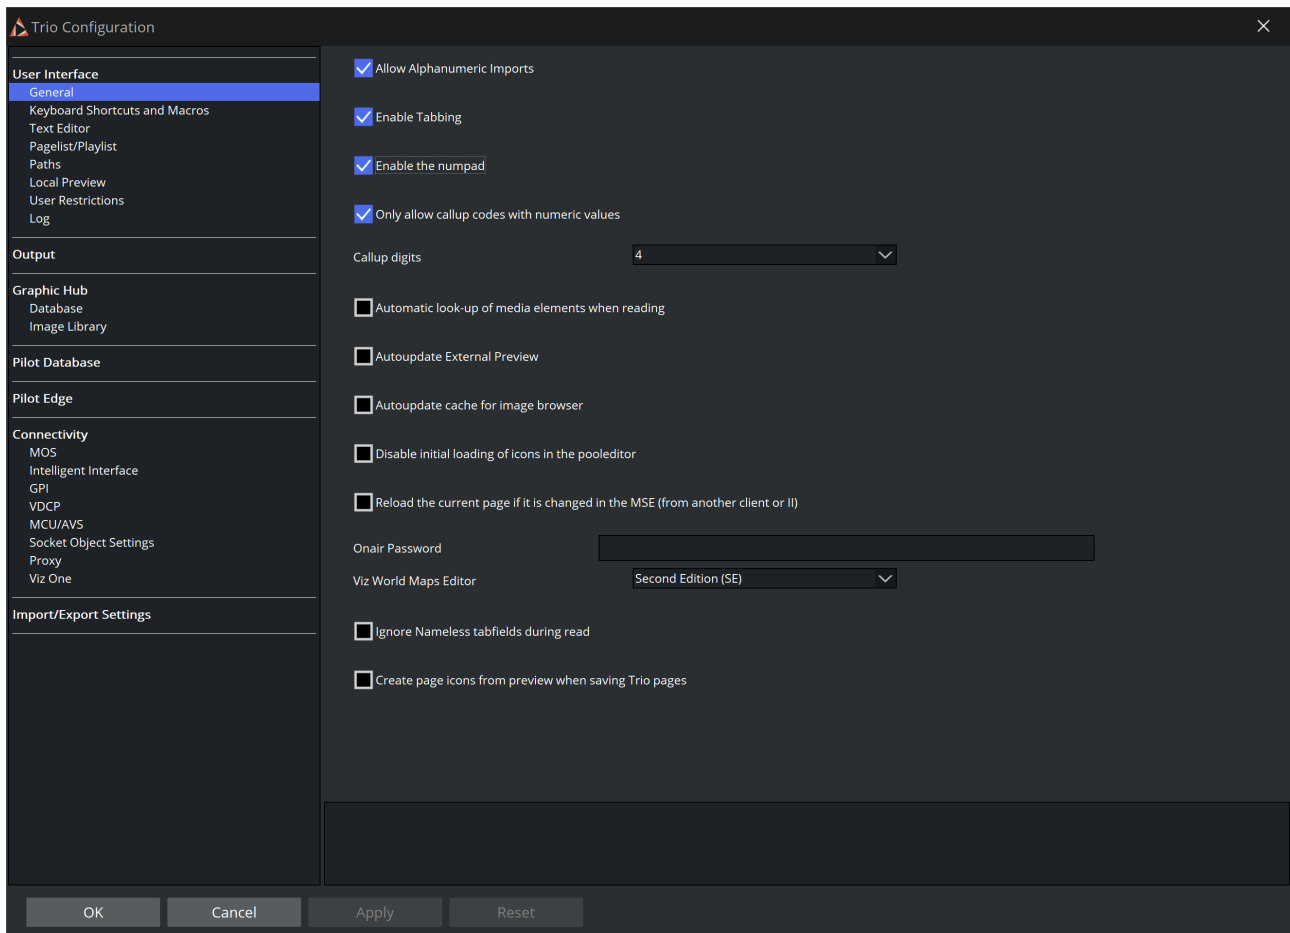 Trio Configuration
User Interface
General
Keyboard Shortcuts and Macros
Text Editor
Pagelist/Playlist
Paths
Local Preview
User Restrictions
Log
Output
Graphic Hub
Database
Image Library
Pilot Database
Pilot Edge
Connectivity
MOS
Intelligent Interface
GPI
VDCP
MCU/AVS
Socket Object Settings
Proxy
Viz One
Import/Export Settings
Allow Alphanumeric Imports
Enable Tabbing
Enable the numpad
Only allow callup codes with numeric values
Callup digits 4
Automatic look-up of media elements when reading
Autoupdate External Preview
Autoupdate cache for image browser
Disable initial loading of icons in the pooleditor
Reload the current page if it is changed in the MSE (from another client or II)
Onair Password
Viz World Maps Editor Second Edition (SE)
Ignore Nameless tabfields during read
Create page icons from preview when saving Trio pages
OK Cancel Apply Reset